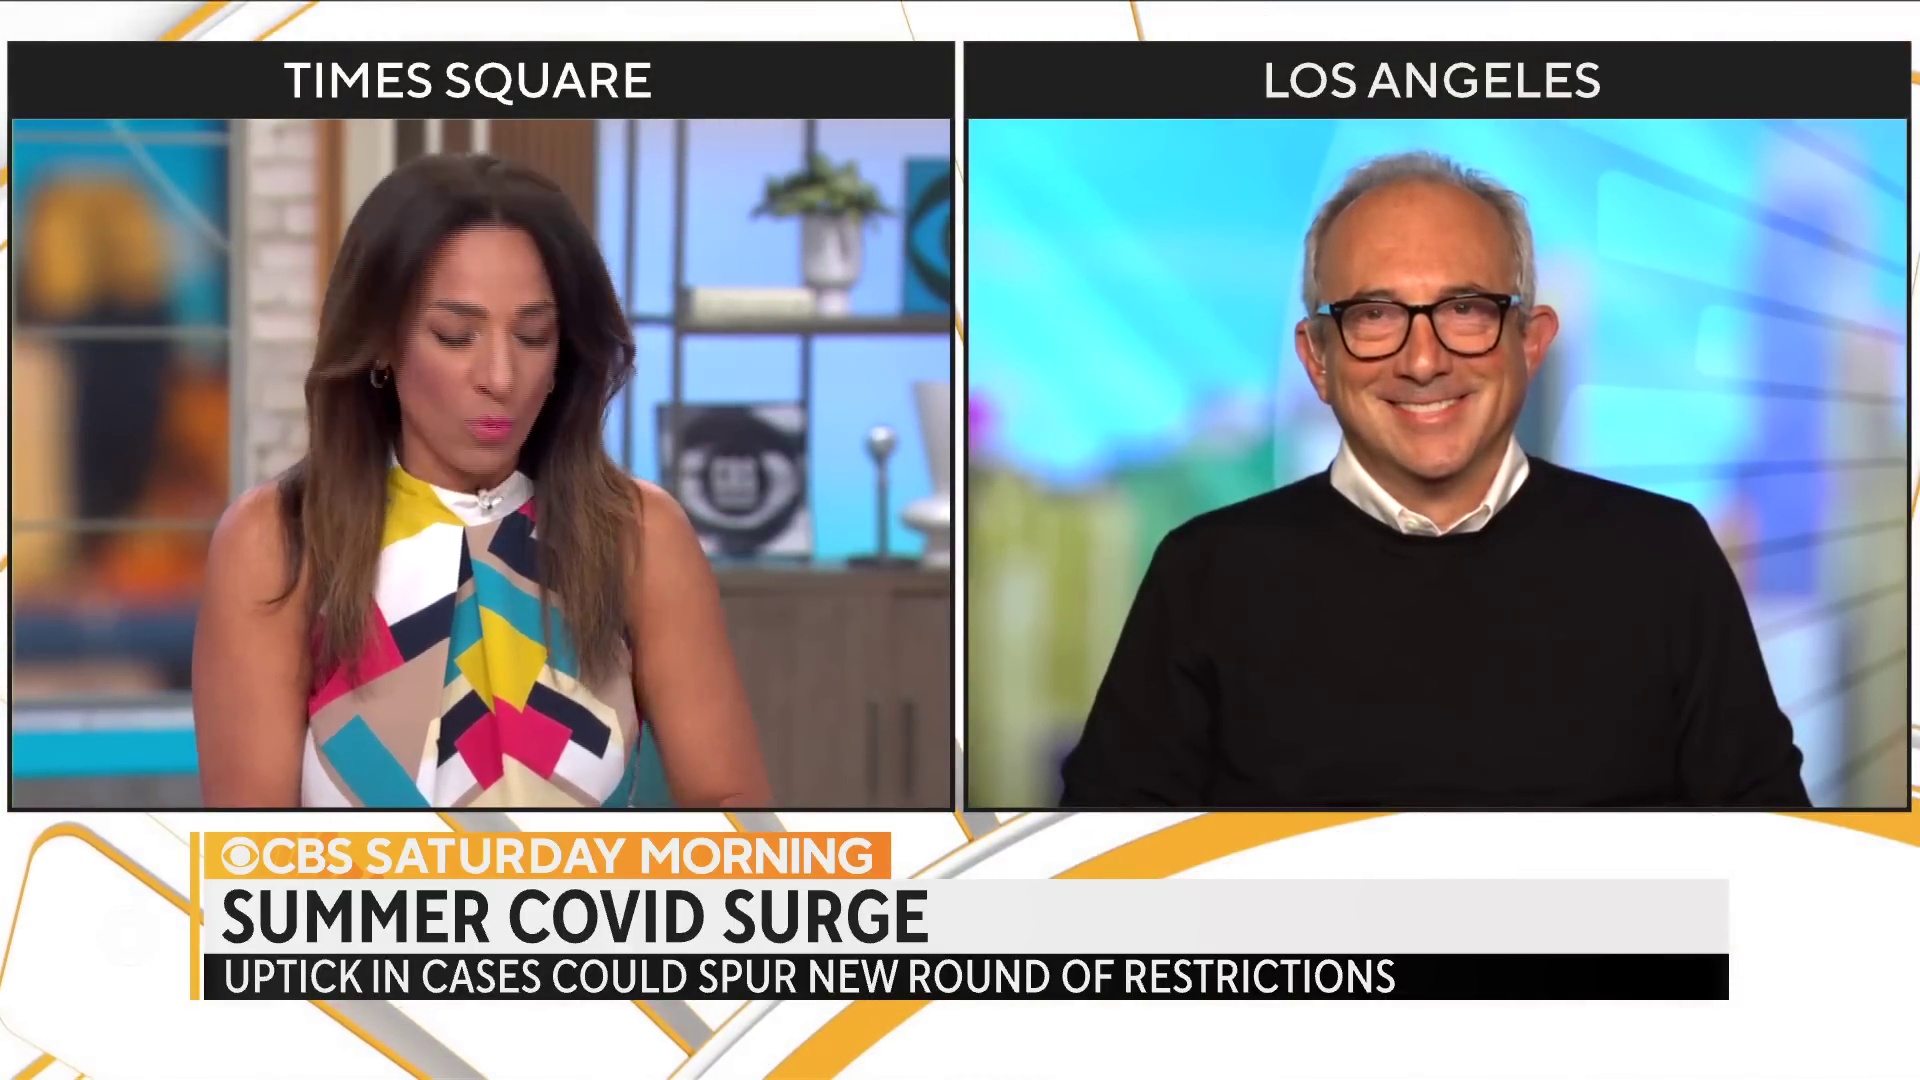 TIMES SQUARE
LOS ANGELES
CBS
CBS SATURDAY MORNING
SUMMER COVID SURGE
UPTICK IN CASES COULD SPUR NEW ROUND OF RESTRICTIONS